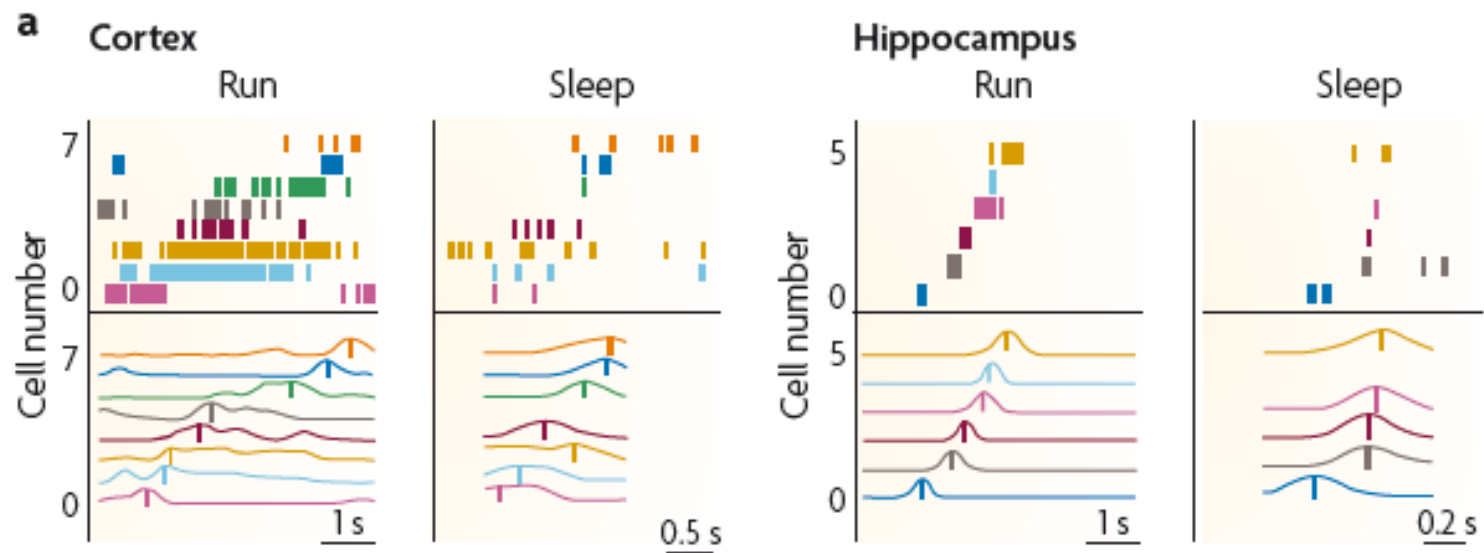 a
Cortex
Hippocampus
Run
Sleep
Run
Sleep
Cell number
7
0
7
0
1 s
0.5 s
Cell number
5
0
5
0
1 s
0.2 s